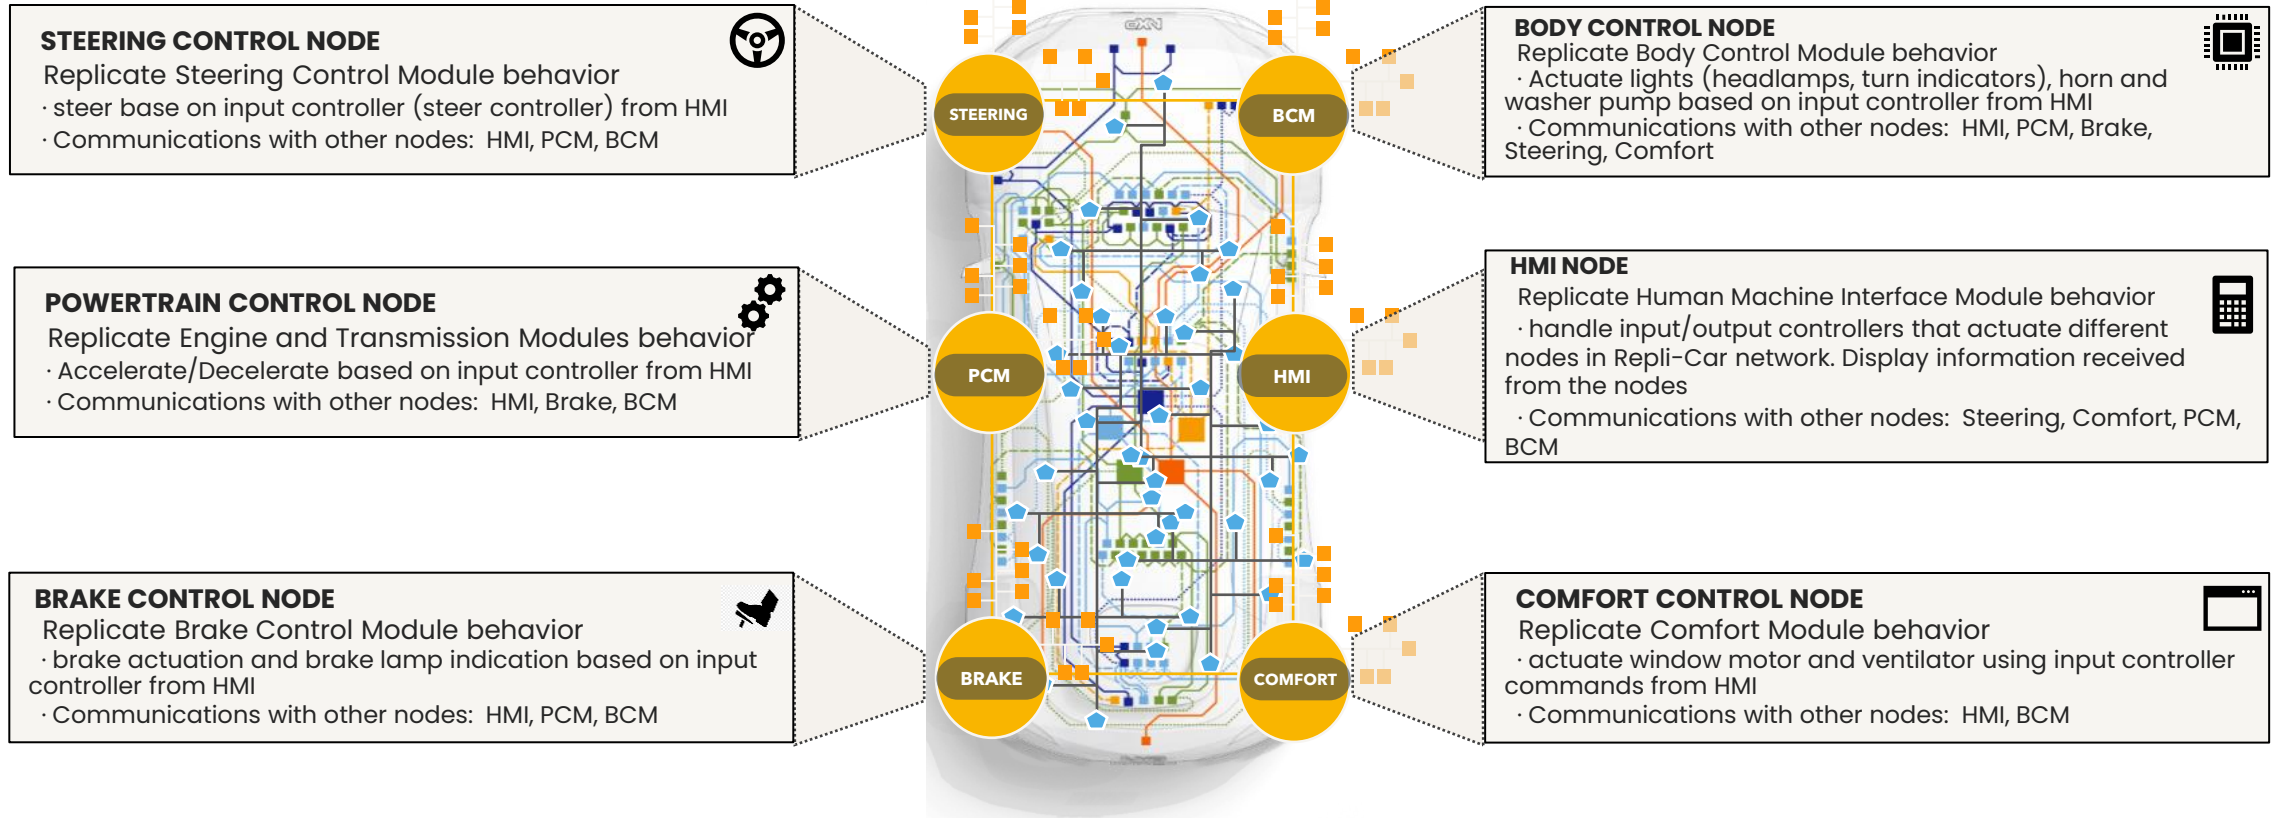 STEERING CONTROL NODE
Replicate Steering Control Module behavior
· steer base on input controller (steer controller) from HMI
· Communications with other nodes: HMI, PCM, BCM
POWERTRAIN CONTROL NODE
Replicate Engine and Transmission Modules behavior
· Accelerate/Decelerate based on input controller from HMI
· Communications with other nodes: HMI, Brake, BCM
BRAKE CONTROL NODE
Replicate Brake Control Module behavior
· brake actuation and brake lamp indication based on input
controller from HMI
· Communications with other nodes: HMI, PCM, BCM
STEERING
BCM
PCM
HMI
BRAKE
COMFORT
BODY CONTROL NODE
Replicate Body Control Module behavior
· Actuate lights (headlamps, turn indicators), horn and
washer pump based on input controller from HMI
· Communications with other nodes: HMI, PCM, Brake,
Steering, Comfort
HMI NODE
Replicate Human Machine Interface Module behavior
· handle input/output controllers that actuate different
nodes in Repli-Car network. Display information received
from the nodes
· Communications with other nodes: Steering, Comfort, PCM,
BCM
COMFORT CONTROL NODE
Replicate Comfort Module behavior
· actuate window motor and ventilator using input controller
commands from HMI
· Communications with other nodes: HMI, BCM